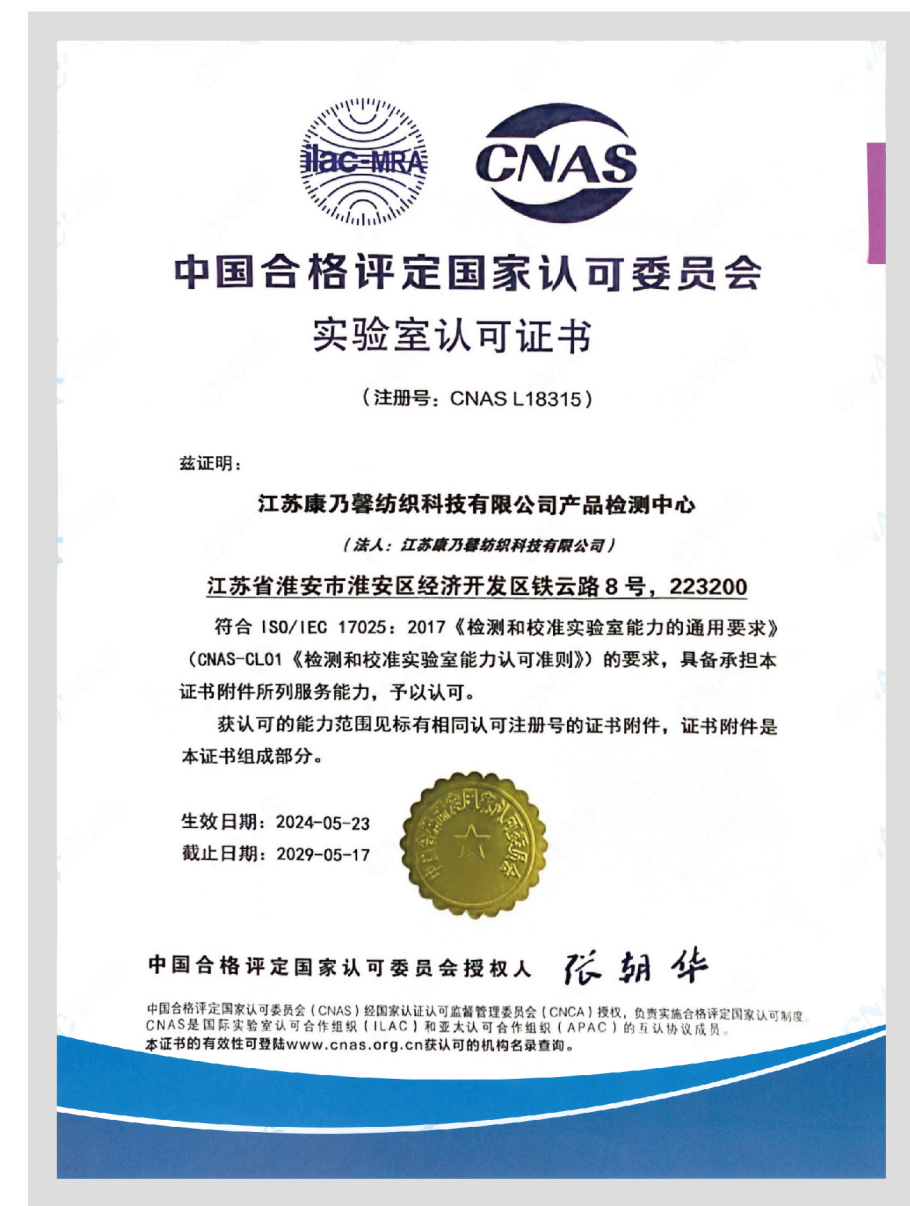 ilac-MRA
CNAS
中国合格评定国家认可委员会
实验室认可证书
(注册号：CNAS L18315)
兹证明：
江苏康乃馨纺织科技有限公司产品检测中心
(法人：江苏康乃馨纺织科技有限公司)
江苏省淮安市淮安区经济开发区铁云路8号，223200
符合 ISO/IEC 17025：2017《检测和校准实验室能力的通用要求》
（CNAS-CL01《检测和校准实验室能力认可准则》）的要求，具备承担本
证书附件所列服务能力，予以认可。
获认可的能力范围见标有相同认可注册号的证书附件，证书附件是
本证书组成部分。
生效日期：2024-05-23
截止日期：2029-05-17
中国合格评定国家认可委员会
中国合格评定国家认可委员会授权人 张朝华
中国合格评定国家认可委员会（CNAS）经国家认证认可监督管理委员会（CNCA）授权，负责实施合格评定国家认可制度。
CNAS是国际实验室认可合作组织（ILAC）和亚太认可合作组织（APAC）的互认协议成员。
本证书的有效性可登陆www.cnas.org.cn获认可的机构名录查询。